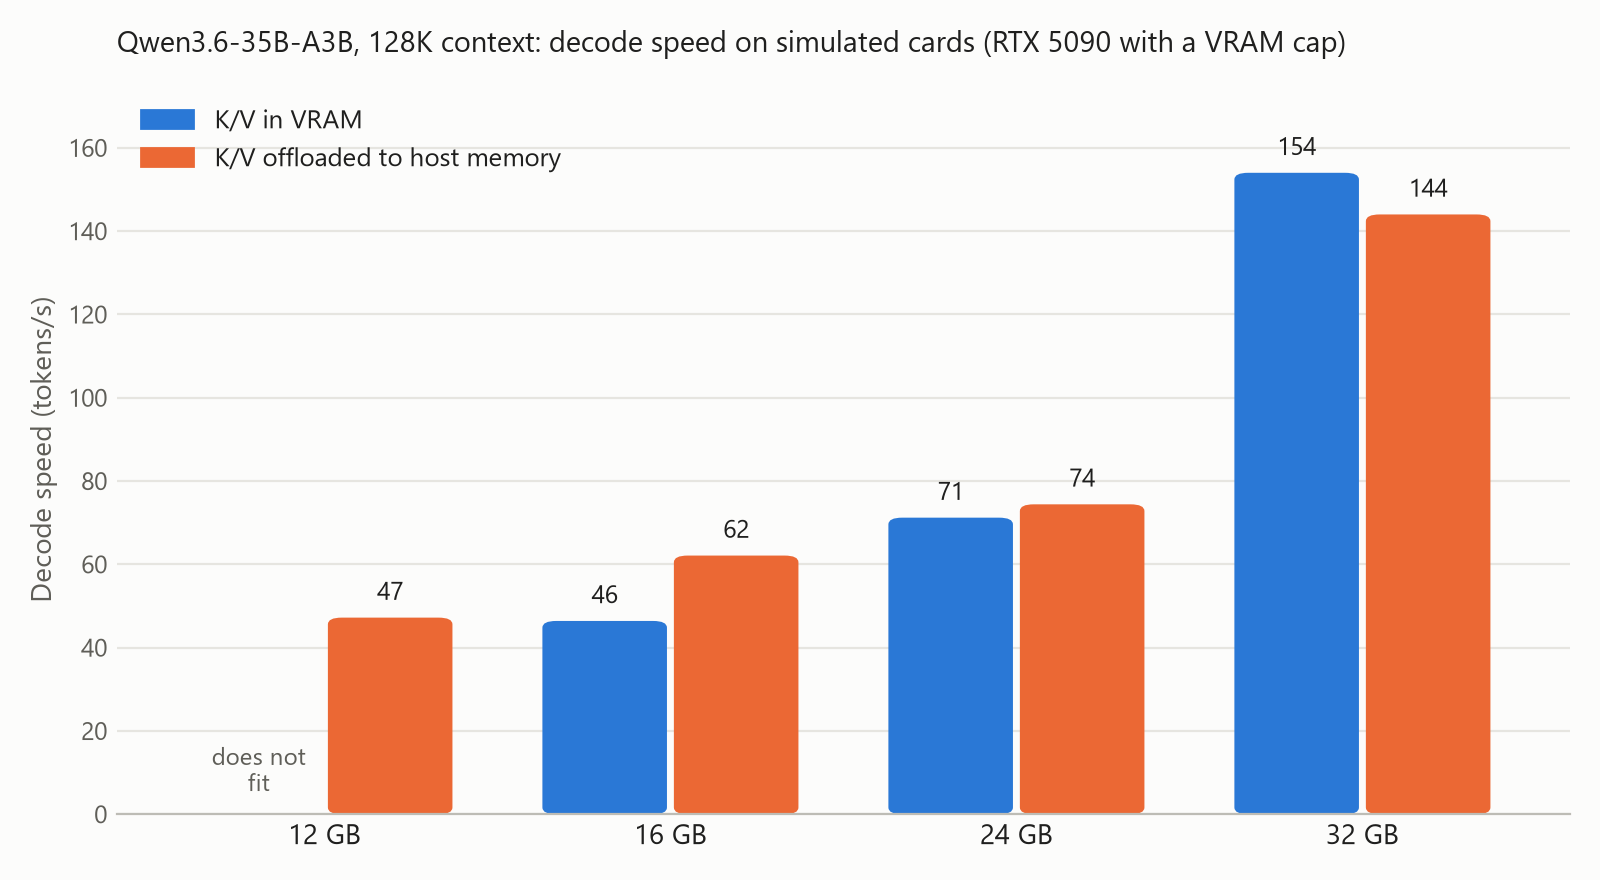 Qwen3.6-35B-A3B, 128K context: decode speed on simulated cards (RTX 5090 with a VRAM cap)
K/V in VRAM
K/V offloaded to host memory
Decode speed (tokens/s)
160
140
120
100
80
60
40
20
0
does not
fit
47
46
62
71
74
154
144
12 GB
16 GB
24 GB
32 GB